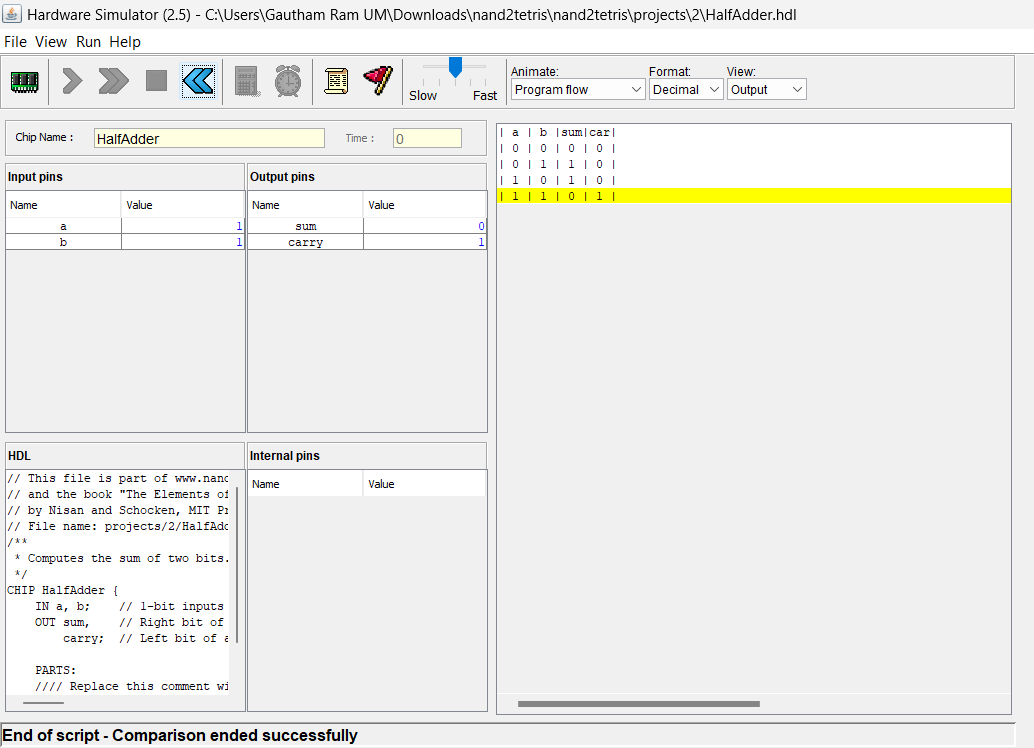 Hardware Simulator (2.5) - C:\Users\Gautham Ram UM\Downloads\nand2tetris\nand2tetris\projects\2\HalfAdder.hdl
File View Run Help
Slow Fast
Animate: Format: View:
Program flow Decimal Output
Chip Name : HalfAdder Time : 0
Input pins
Name Value
a 1
b 1
Output pins
Name Value
sum 0
carry 1
| a | b |sum|car|
| 0 | 0 | 0 | 0 |
| 0 | 1 | 1 | 0 |
| 1 | 0 | 1 | 0 |
| 1 | 1 | 0 | 1 |
HDL
// This file is part of www.nand
// and the book "The Elements of
// by Nisan and Schocken, MIT Pr
// File name: projects/2/HalfAdd
/**
* Computes the sum of two bits.
*/
CHIP HalfAdder {
IN a, b; // 1-bit inputs
OUT sum, // Right bit of
carry; // Left bit of a
PARTS:
//// Replace this comment wi
Internal pins
Name Value
End of script - Comparison ended successfully